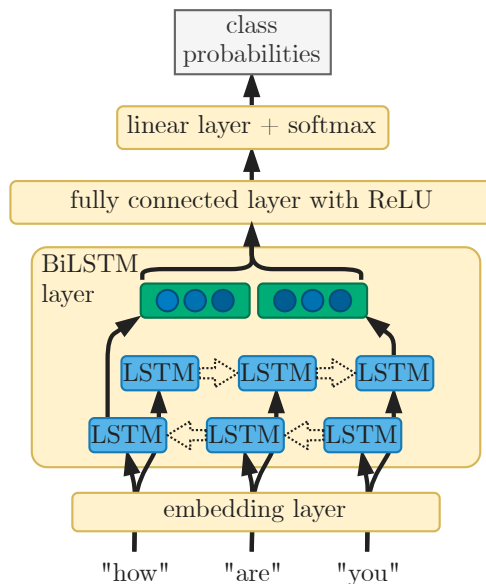 class
probabilities
linear layer + softmax
fully connected layer with ReLU
BiLSTM
layer
LSTM LSTM LSTM
LSTM LSTM LSTM
embedding layer
"how" "are" "you"